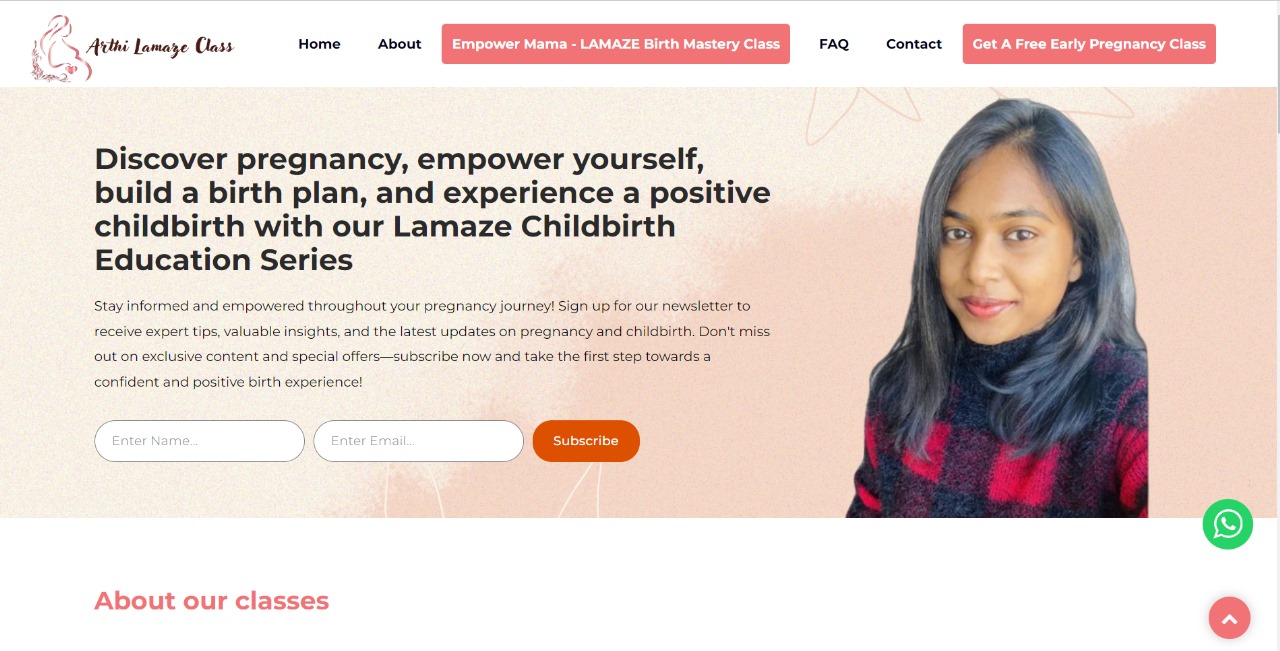 Arthi Lamaze Class
Home
About
Empower Mama - LAMAZE Birth Mastery Class
FAQ
Contact
Get A Free Early Pregnancy Class
Discover pregnancy, empower yourself,
build a birth plan, and experience a positive
childbirth with our Lamaze Childbirth
Education Series
Stay informed and empowered throughout your pregnancy journey! Sign up for our newsletter to
receive expert tips, valuable insights, and the latest updates on pregnancy and childbirth. Don't miss
out on exclusive content and special offers—subscribe now and take the first step towards a
confident and positive birth experience!
Enter Name...
Enter Email...
Subscribe
About our classes